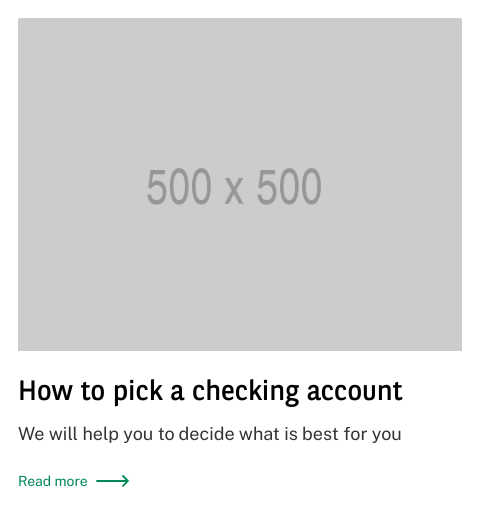 500 x 500
How to pick a checking account
We will help you to decide what is best for you
Read more